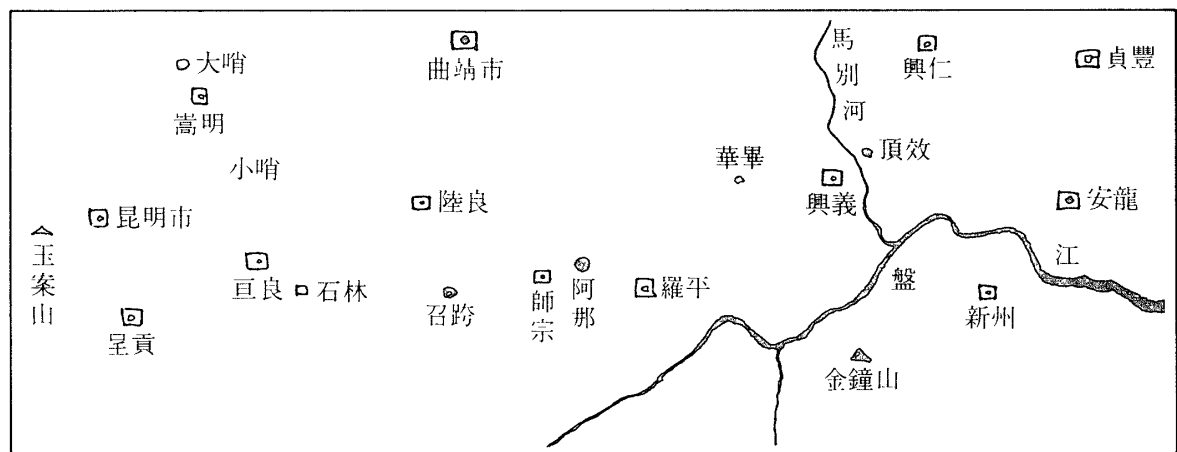 大哨
嵩明
小哨
昆明市
玉案山
呈貢
亘良
石林
曲靖市
陸良
召跨
師宗
阿那
羅平
華畢
馬別河
興仁
貞豐
頂效
興義
安龍
盤
江
新州
金鐘山